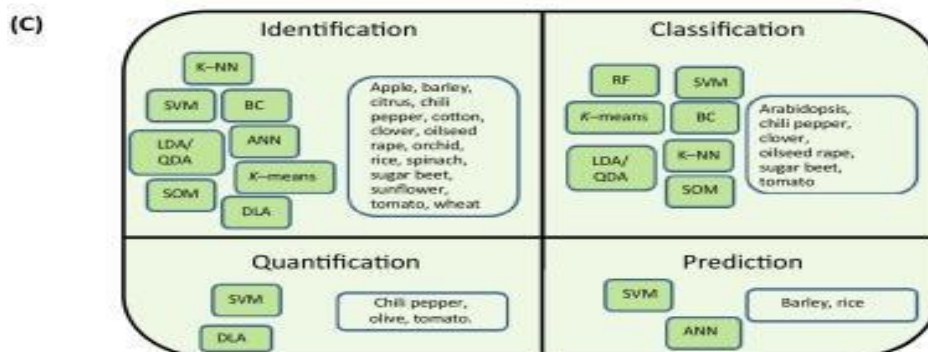 (C)
Identification
K–NN
SVM
BC
LDA/
QDA
ANN
K–means
SOM
DLA
Apple, barley,
citrus, chili
pepper, cotton,
clover, oilseed
rape, orchid,
rice, spinach,
sugar beet,
sunflower,
tomato, wheat
Classification
RF
SVM
K–means
BC
LDA/
QDA
K–NN
SOM
Arabidopsis,
chili pepper,
clover,
oilseed rape,
sugar beet,
tomato
Quantification
SVM
DLA
Chili pepper,
olive, tomato.
Prediction
SVM
ANN
Barley, rice